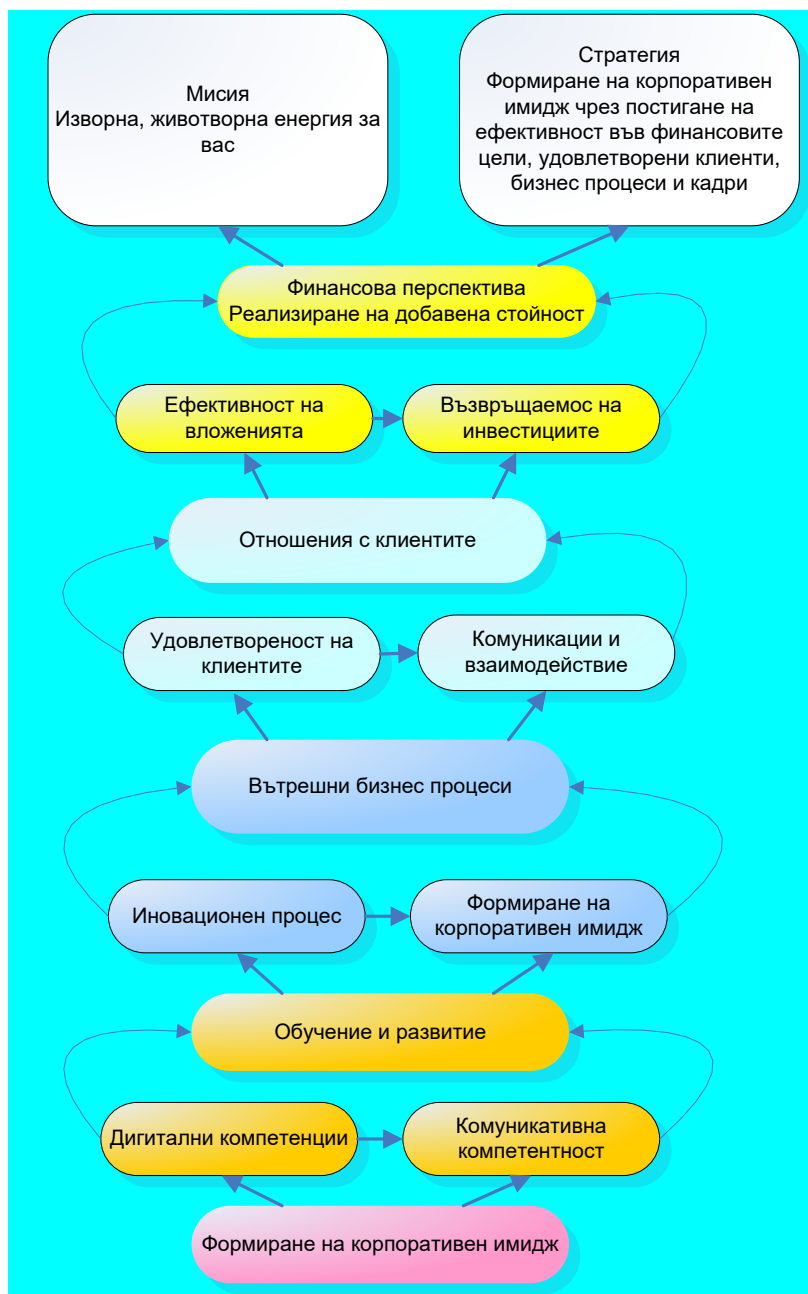 Мисия
Изворна, животворна енергия за
вас
Стратегия
Формиране на корпоративен
имидж чрез постигане на
ефективност във финансовите
цели, удовлетворени клиенти,
бизнес процеси и кадри
Финансова перспектива
Реализиране на добавена стойност
Ефективност на
вложенията
Възвръщаемос на
инвестициите
Отношения с клиентите
Удовлетвореност на
клиентите
Комуникации и
взаимодействие
Вътрешни бизнес процеси
Иновационен процес
Формиране на
корпоративен имидж
Обучение и развитие
Дигитални компетенции
Комуникативна
компетентност
Формиране на корпоративен имидж